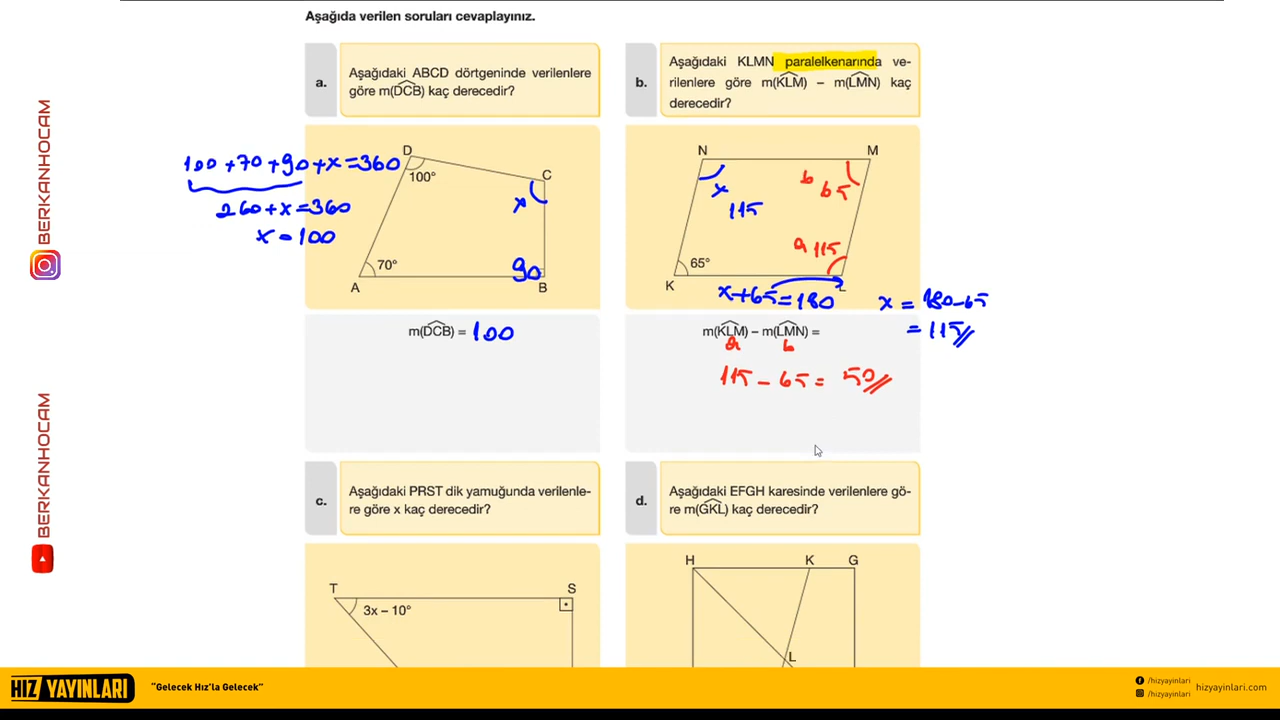 Aşağıda verilen soruları cevaplayınız.
a.
Aşağıdaki ABCD dörtgeninde verilenlere
göre m(DCB) kaç derecedir?
D
100°
C
x
70°
90
A
B
100 + 70 + 90 + x = 360
260 + x = 360
x = 100
m(DCB) = 100
b.
Aşağıdaki KLMN paralelkenarında ve-
rilenlere göre m(KLM) – m(LMN) kaç
derecedir?
N
M
x
115
b 65
a 115
65°
K
L
x + 65 = 180
x = 180 - 65
= 115
m(KLM) – m(LMN) =
a
b
115 - 65 = 50
c.
Aşağıdaki PRST dik yamuğunda verilenle-
re göre x kaç derecedir?
T
S
3x – 10°
d.
Aşağıdaki EFGH karesinde verilenlere gö-
re m(GKL) kaç derecedir?
H
K
G
L
BERKANHOCAM
BERKANHOCAM
HIZ YAYINLARI
"Gelecek Hız'la Gelecek"
/hizyayinlari
/hizyayinlari
hizyayinlari.com